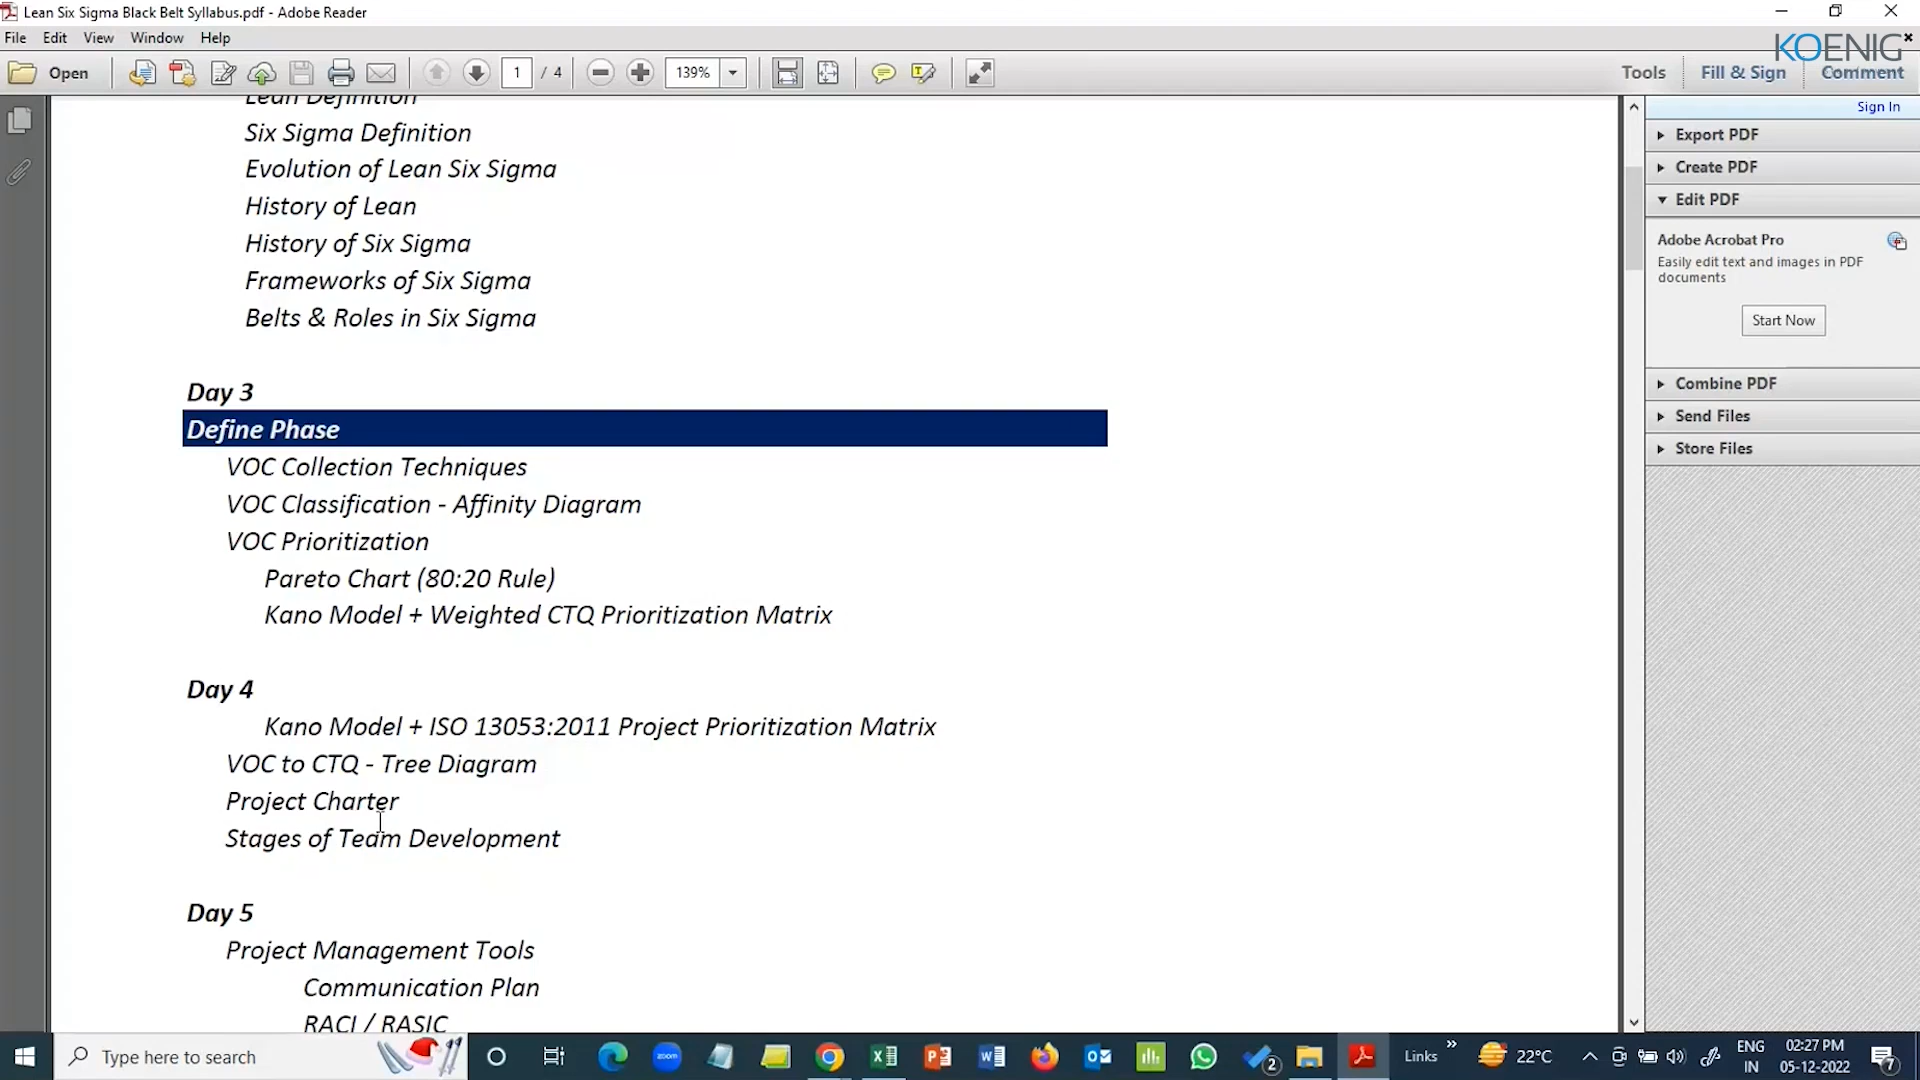 Lean Six Sigma Black Belt Syllabus.pdf - Adobe Reader
File Edit View Window Help
KOENIG
Open 1 / 4 139% Tools Fill & Sign Comment
Sign In
Export PDF
Create PDF
Edit PDF
Adobe Acrobat Pro
Easily edit text and images in PDF
documents
Start Now
Combine PDF
Send Files
Store Files
Lean Definition
Six Sigma Definition
Evolution of Lean Six Sigma
History of Lean
History of Six Sigma
Frameworks of Six Sigma
Belts & Roles in Six Sigma
Day 3
Define Phase
VOC Collection Techniques
VOC Classification - Affinity Diagram
VOC Prioritization
Pareto Chart (80:20 Rule)
Kano Model + Weighted CTQ Prioritization Matrix
Day 4
Kano Model + ISO 13053:2011 Project Prioritization Matrix
VOC to CTQ - Tree Diagram
Project Charter
Stages of Team Development
Day 5
Project Management Tools
Communication Plan
RACI / RASIC
Type here to search
zoom
2
Links
22°C
ENG
IN
02:27 PM
05-12-2022
7